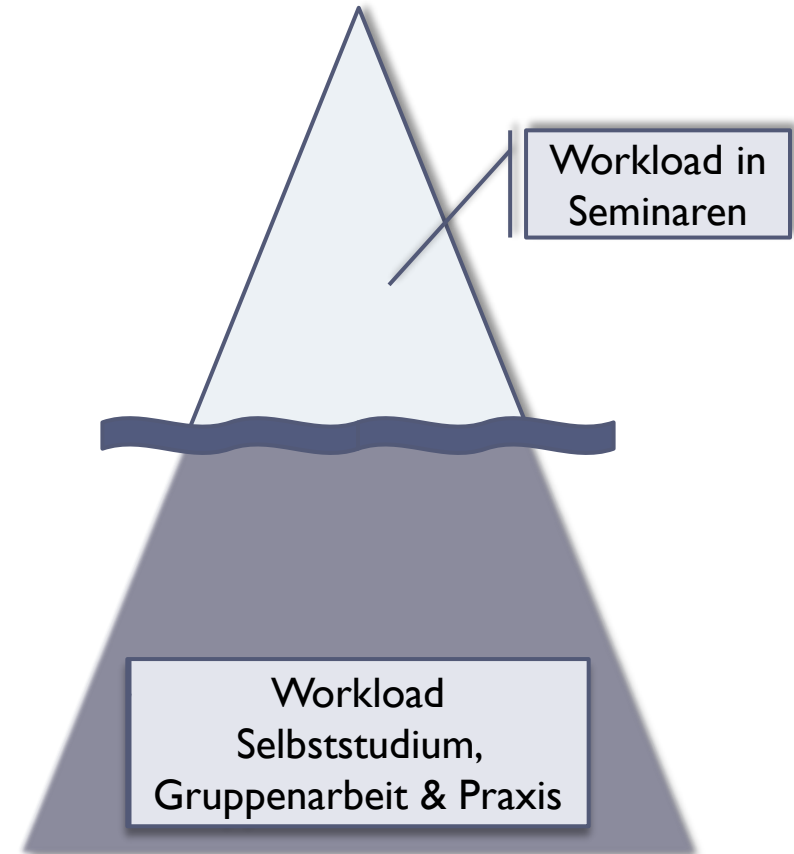 Workload in
Seminaren
Workload
Selbststudium,
Gruppenarbeit & Praxis